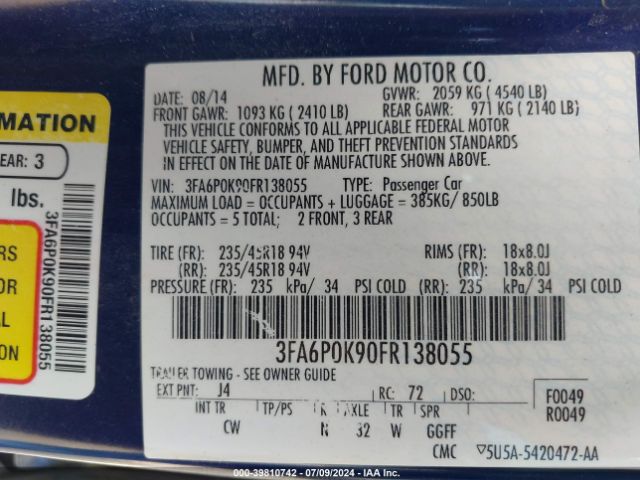 MFD. BY FORD MOTOR CO.
DATE: 08/14 GVWR: 2059 KG ( 4540 LB)
FRONT GAWR: 1093 KG ( 2410 LB) REAR GAWR: 971 KG ( 2140 LB)
THIS VEHICLE CONFORMS TO ALL APPLICABLE FEDERAL MOTOR
VEHICLE SAFETY, BUMPER, AND THEFT PREVENTION STANDARDS
IN EFFECT ON THE DATE OF MANUFACTURE SHOWN ABOVE.
VIN: 3FA6P0K90FR138055 TYPE: Passenger Car
MAXIMUM LOAD = OCCUPANTS + LUGGAGE = 385KG/ 850LB
OCCUPANTS = 5 TOTAL; 2 FRONT, 3 REAR
TIRE (FR): 235/45R18 94V RIMS (FR): 18x8.0J
(RR): 235/45R18 94V (RR): 18x8.0J
PRESSURE (FR): 235 kPa/ 34 PSI COLD (RR): 235 kPa/ 34 PSI COLD
3FA6P0K90FR138055
TRAILER TOWING - SEE OWNER GUIDE
EXT PNT: J4 RC: 72 DSO: F0049
R0049
INT TR TP/PS R AXLE TR SPR
CW N 32 W GGFF
CMC ▽5U5A-5420472-AA
MATION
EAR: 3
lbs.
3FA6P0K90FR138055
RS
OR
AL
ION
000-39810742 - 07/09/2024 - IAA Inc.